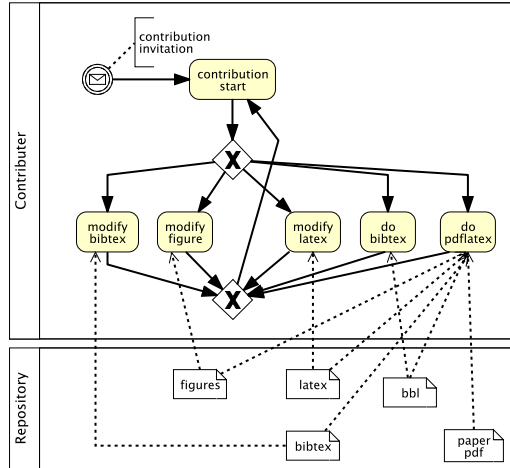 contribution
invitation
contribution
start
Contributer
X
modify
bibtex
modify
figure
modify
latex
do
bibtex
do
pdflatex
X
Repository
figures
latex
bbl
bibtex
paper
pdf